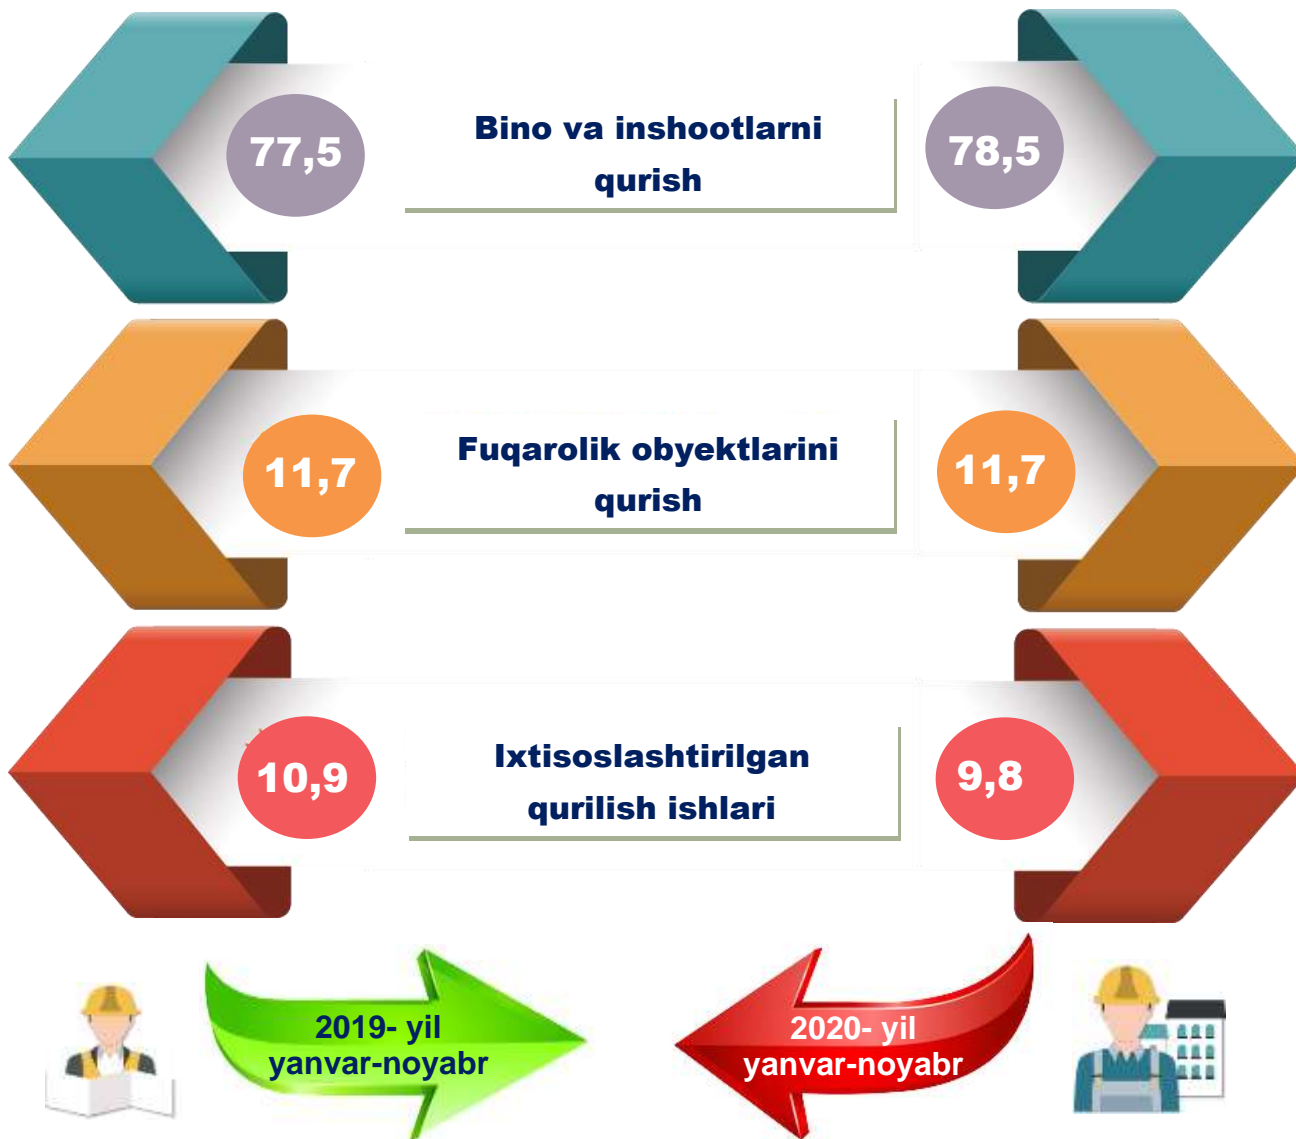 77,5
Bino va inshootlarni
qurish
78,5
11,7
Fuqarolik obyektlarini
qurish
11,7
10,9
Ixtisoslashtirilgan
qurilish ishlari
9,8
2019- yil
yanvar-noyabr
2020- yil
yanvar-noyabr